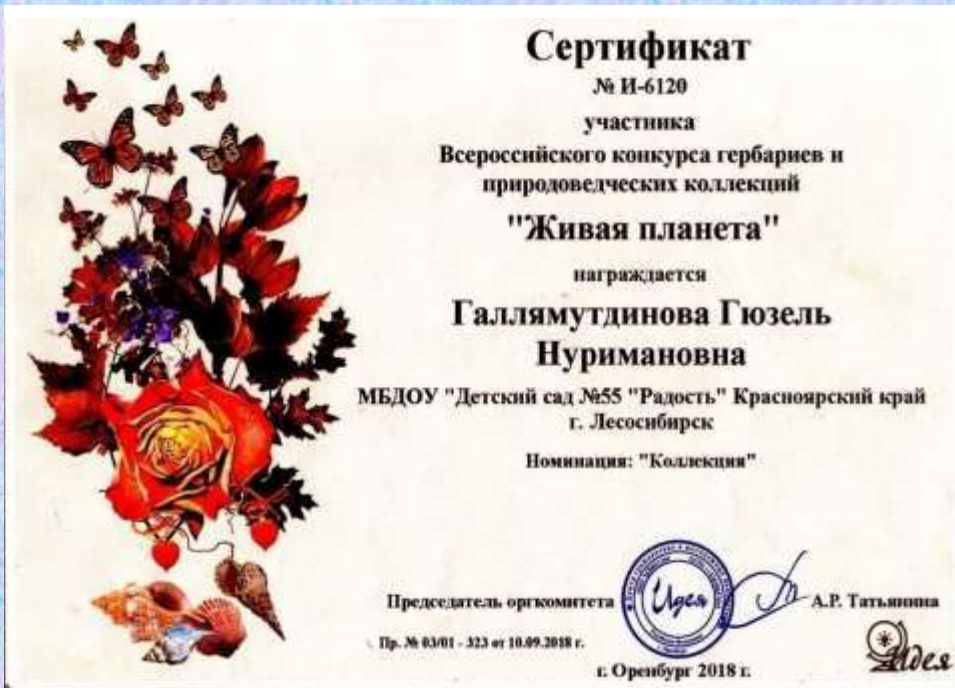 Сертификат
№ И-6120
участника
Всероссийского конкурса гербариев и
природоведческих коллекций
"Живая планета"
награждается
Галлямутдинова Гюзель
Нуримановна
МБДОУ "Детский сад №55 "Радость" Красноярский край
г. Лесосибирск
Номинация: "Коллекция"
Председатель оргкомитета
Идея
А.Р. Татьянина
Пр. № 03/01 - 323 от 10.09.2018 г.
г. Оренбург 2018 г.
Идея